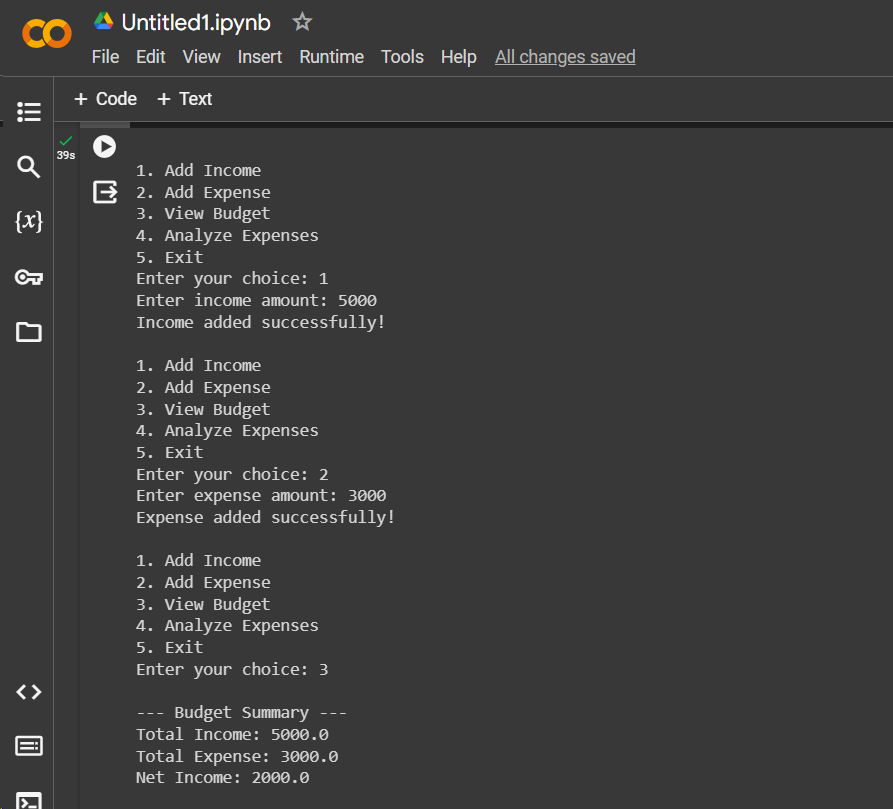 Untitled1.ipynb
File Edit View Insert Runtime Tools Help All changes saved
+ Code + Text
39s
{x}
1. Add Income
2. Add Expense
3. View Budget
4. Analyze Expenses
5. Exit
Enter your choice: 1
Enter income amount: 5000
Income added successfully!
1. Add Income
2. Add Expense
3. View Budget
4. Analyze Expenses
5. Exit
Enter your choice: 2
Enter expense amount: 3000
Expense added successfully!
1. Add Income
2. Add Expense
3. View Budget
4. Analyze Expenses
5. Exit
Enter your choice: 3
--- Budget Summary ---
Total Income: 5000.0
Total Expense: 3000.0
Net Income: 2000.0